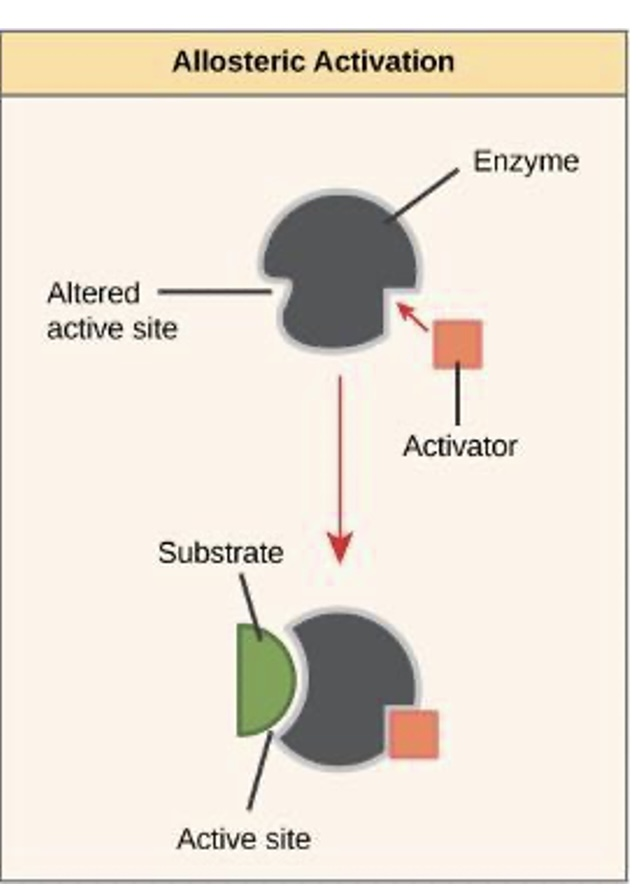 Allosteric Activation
Enzyme
Altered
active site
Activator
Substrate
Active site